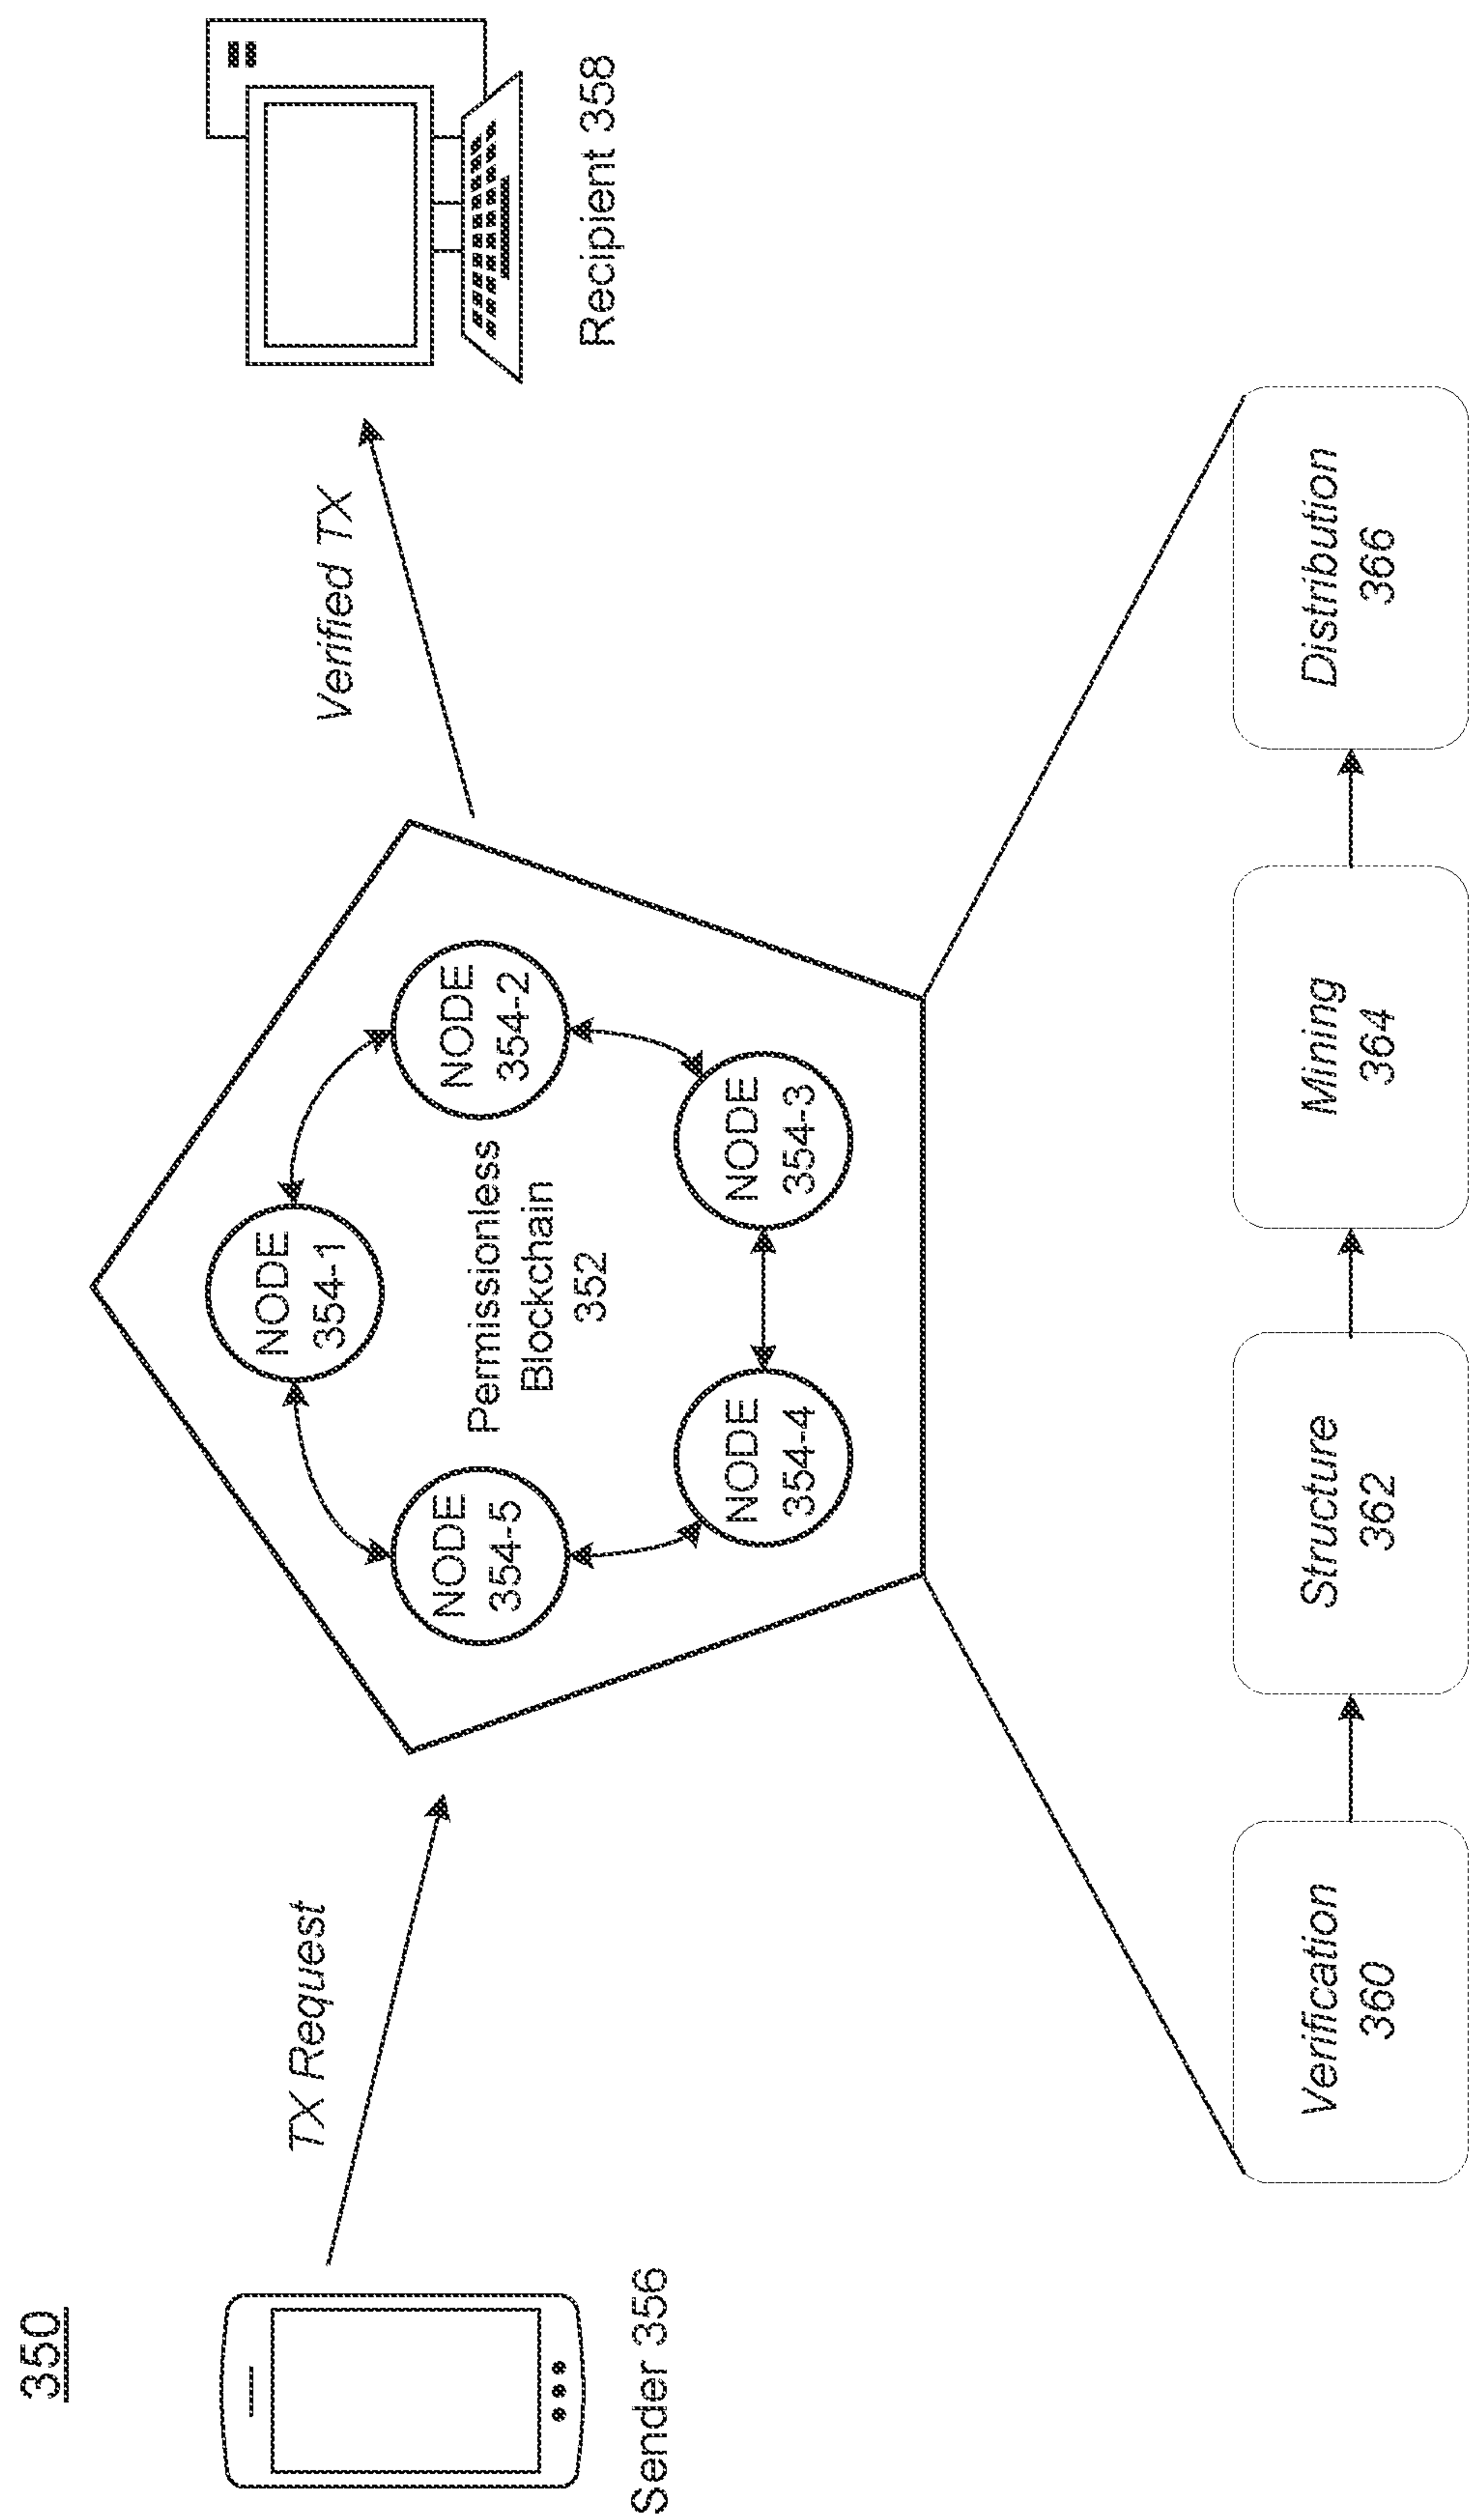 350
TX Request
Verified TX
Sender 356
Recipient 358
NODE
354-1
NODE
354-5
NODE
354-2
Permissionless
Blockchain
352
NODE
354-4
NODE
354-3
Verification
360
Structure
362
Mining
364
Distribution
366